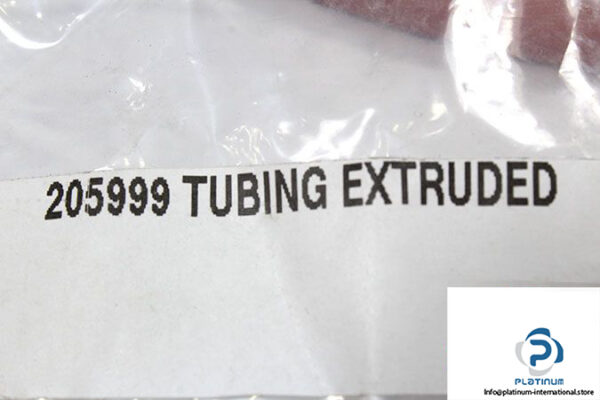 205999 TUBING EXTRUDED
PLATINUM
Info@platinum-international.store